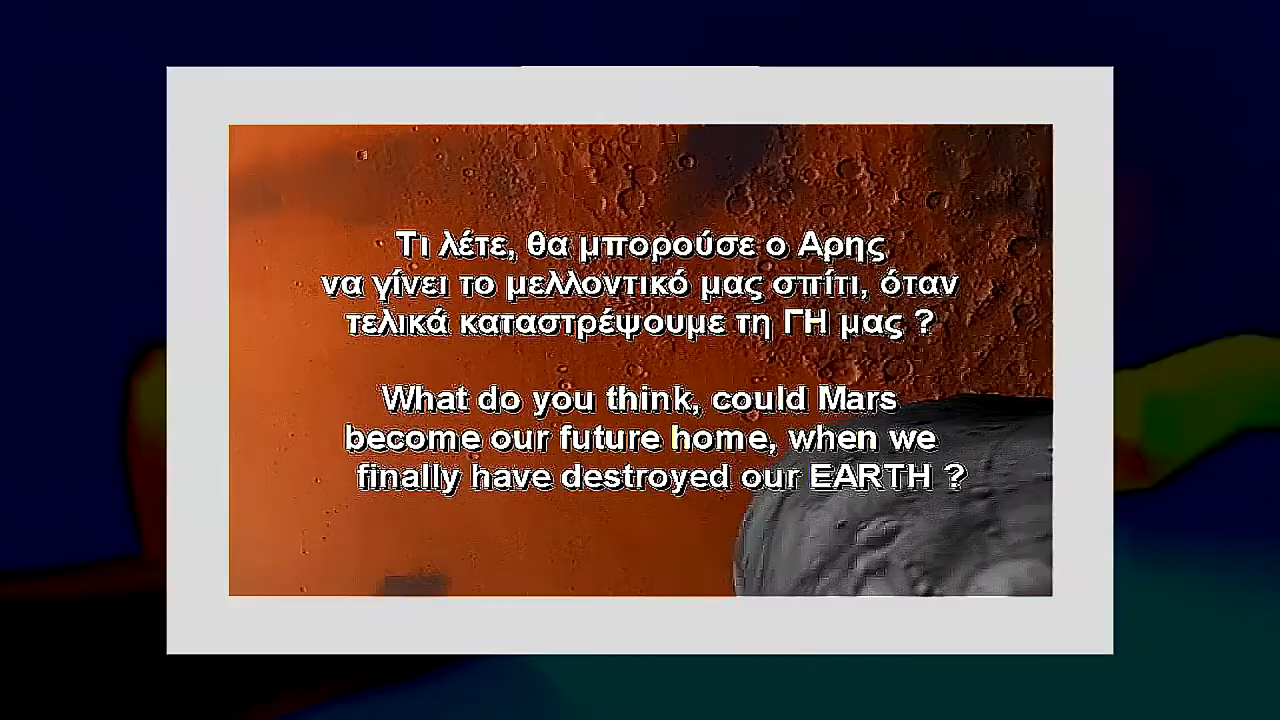 Τι λέτε, θα μπορούσε ο Αρης
να γίνει το μελλοντικό μας σπίτι, όταν
τελικά καταστρέψουμε τη ΓΗ μας ?
What do you think, could Mars
become our future home, when we
finally have destroyed our EARTH ?